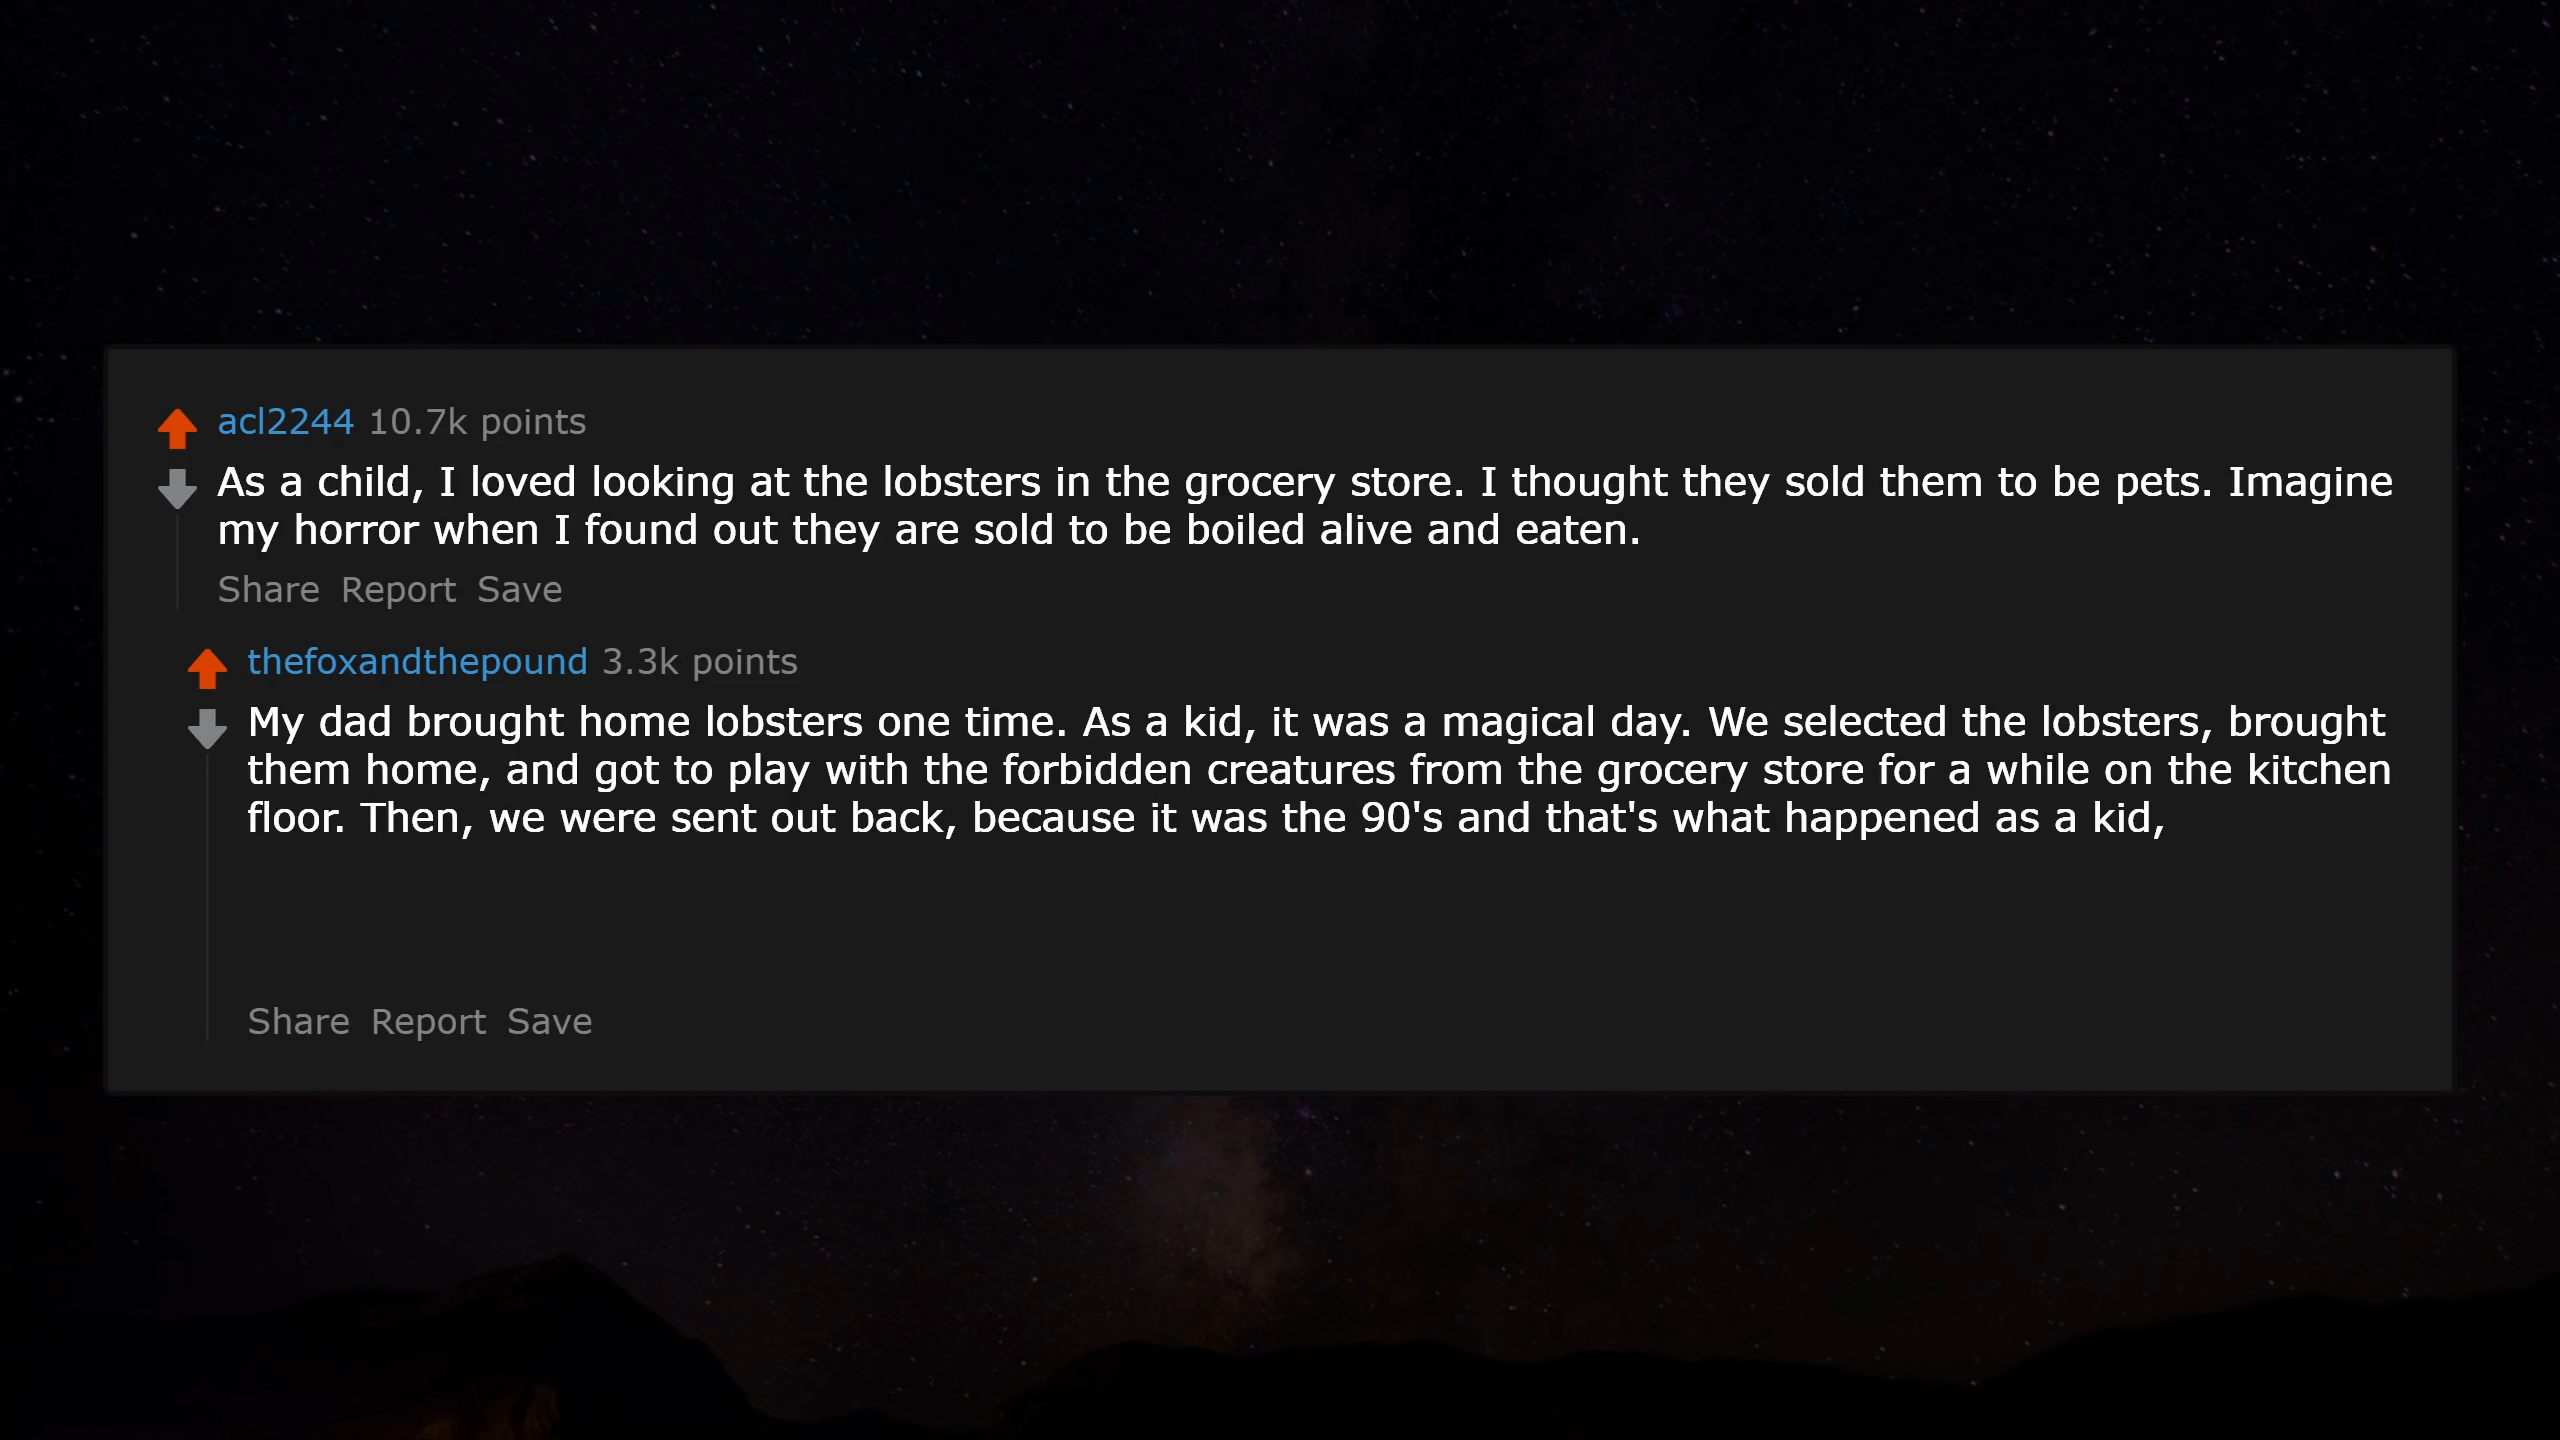 acl2244 10.7k points
As a child, I loved looking at the lobsters in the grocery store. I thought they sold them to be pets. Imagine
my horror when I found out they are sold to be boiled alive and eaten.
Share Report Save
thefoxandthepound 3.3k points
My dad brought home lobsters one time. As a kid, it was a magical day. We selected the lobsters, brought
them home, and got to play with the forbidden creatures from the grocery store for a while on the kitchen
floor. Then, we were sent out back, because it was the 90's and that's what happened as a kid,
Share Report Save